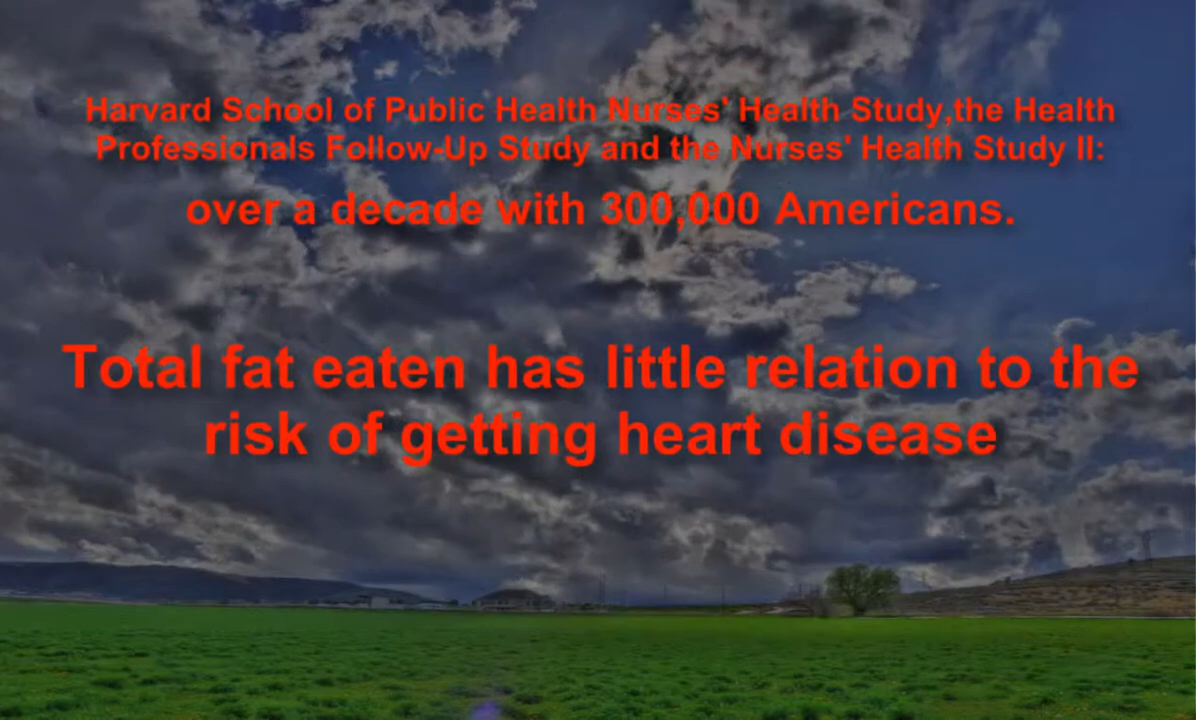 Harvard School of Public Health Nurses' Health Study,the Health
Professionals Follow-Up Study and the Nurses' Health Study II:
over a decade with 300,000 Americans.
Total fat eaten has little relation to the
risk of getting heart disease